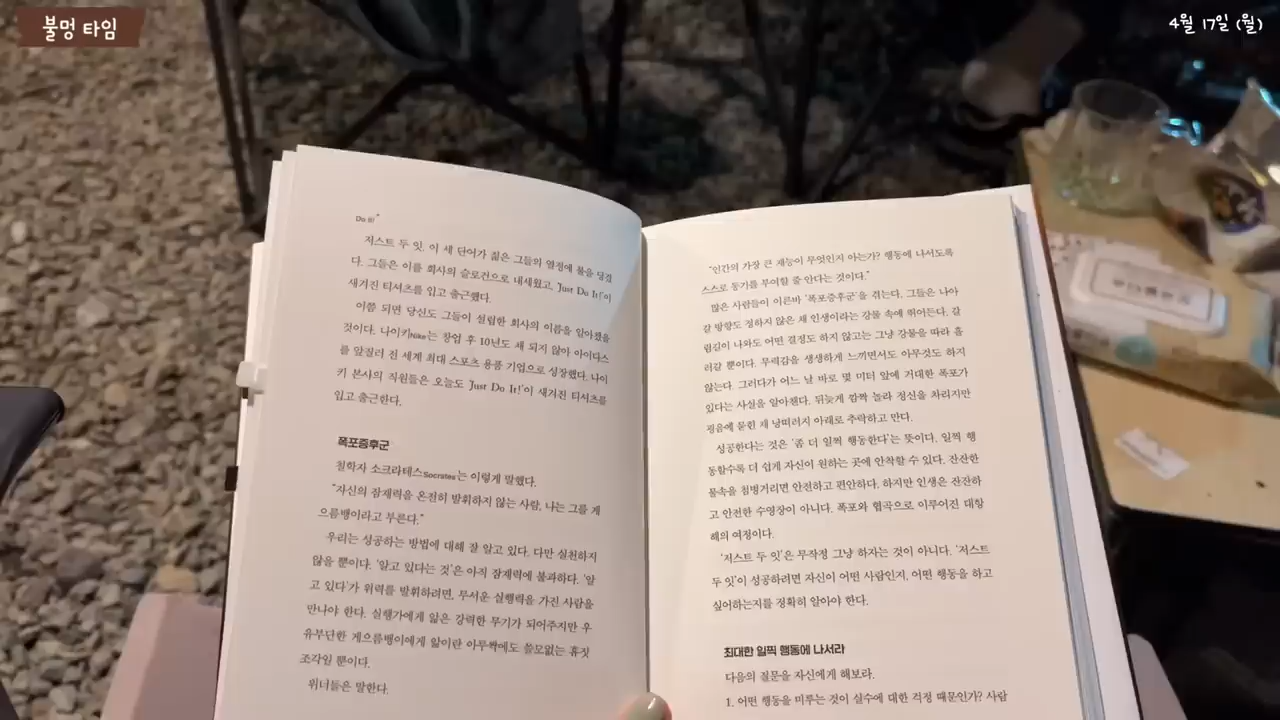 불멍 타임
4월 17일 (월)
Do it!
저스트 두 잇. 이 세 단어가 젊은 그들의 열정에 불을 댕겼
다. 그들은 이를 회사의 슬로건으로 내세웠고, 'Just Do It!'이
새겨진 티셔츠를 입고 출근했다.
이쯤 되면 당신도 그들이 설립한 회사의 이름을 알아챘을
것이다. 나이키Nike는 창업 후 10년도 채 되지 않아 아디다스
를 앞질러 전 세계 최대 스포츠 용품 기업으로 성장했다. 나이
키 본사의 직원들은 오늘도 'Just Do It!'이 새겨진 티셔츠를
입고 출근한다.
폭포증후군
철학자 소크라테스Socrates는 이렇게 말했다.
"자신의 잠재력을 온전히 발휘하지 않는 사람, 나는 그를 게
으름뱅이라고 부른다."
우리는 성공하는 방법에 대해 잘 알고 있다. 다만 실천하지
않을 뿐이다. '알고 있다는 것'은 아직 잠재력에 불과하다. '알
고 있다'가 위력을 발휘하려면, 무서운 실행력을 가진 사람을
만나야 한다. 실행가에게 앎은 강력한 무기가 되어주지만 우
유부단한 게으름뱅이에게 앎이란 아무짝에도 쓸모없는 휴짓
조각일 뿐이다.
위너들은 말한다.
"인간의 가장 큰 재능이 무엇인지 아는가? 행동에 나서도록
스스로 동기를 부여할 줄 안다는 것이다."
많은 사람들이 이른바 '폭포증후군'을 겪는다. 그들은 나아
갈 방향도 정하지 않은 채 인생이라는 강물 속에 뛰어든다. 갈
림길이 나와도 어떤 결정도 하지 않고는 그냥 강물을 따라 흘
러갈 뿐이다. 무력감을 생생하게 느끼면서도 아무것도 하지
않는다. 그러다가 어느 날 바로 몇 미터 앞에 거대한 폭포가
있다는 사실을 알아챈다. 뒤늦게 깜짝 놀라 정신을 차리지만
굉음에 묻힌 채 낭떠러지 아래로 추락하고 만다.
성공한다는 것은 '좀 더 일찍 행동한다'는 뜻이다. 일찍 행
동할수록 더 쉽게 자신이 원하는 곳에 안착할 수 있다. 잔잔한
물속을 첨벙거리면 안전하고 편안하다. 하지만 인생은 잔잔하
고 안전한 수영장이 아니다. 폭포와 협곡으로 이루어진 대항
해의 여정이다.
'저스트 두 잇'은 무작정 그냥 하자는 것이 아니다. '저스트
두 잇'이 성공하려면 자신이 어떤 사람인지, 어떤 행동을 하고
싶어하는지를 정확히 알아야 한다.
최대한 일찍 행동에 나서라
다음의 질문을 자신에게 해보라.
1. 어떤 행동을 미루는 것이 실수에 대한 걱정 때문인가? 사람